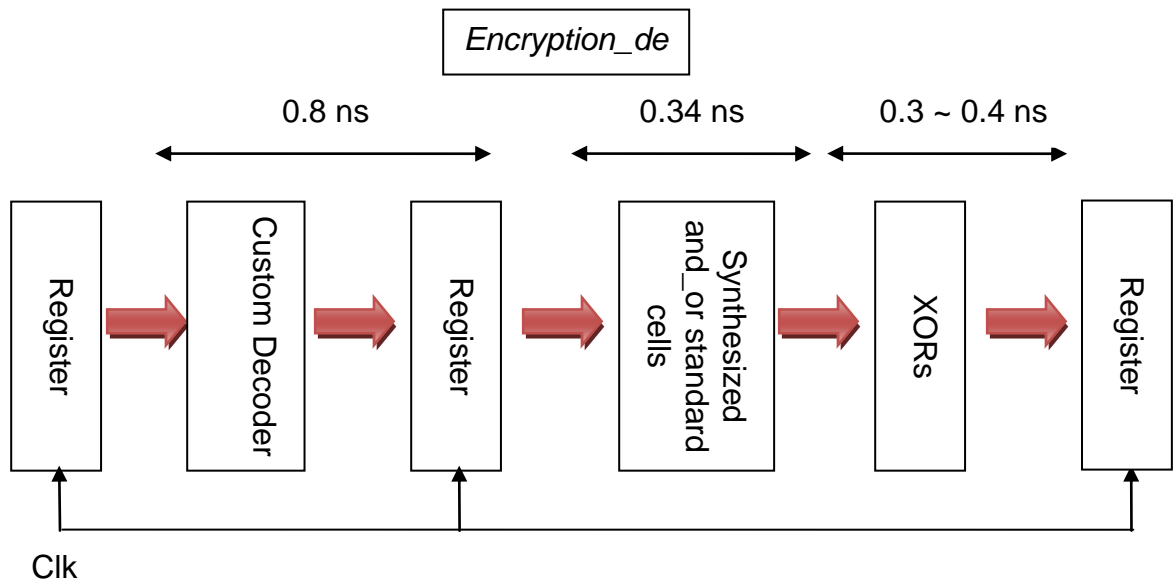 Encryption_de
0.8 ns
0.34 ns
0.3 ~ 0.4 ns
Register
Custom Decoder
Register
Synthesized
and_or standard
cells
XORs
Register
Clk